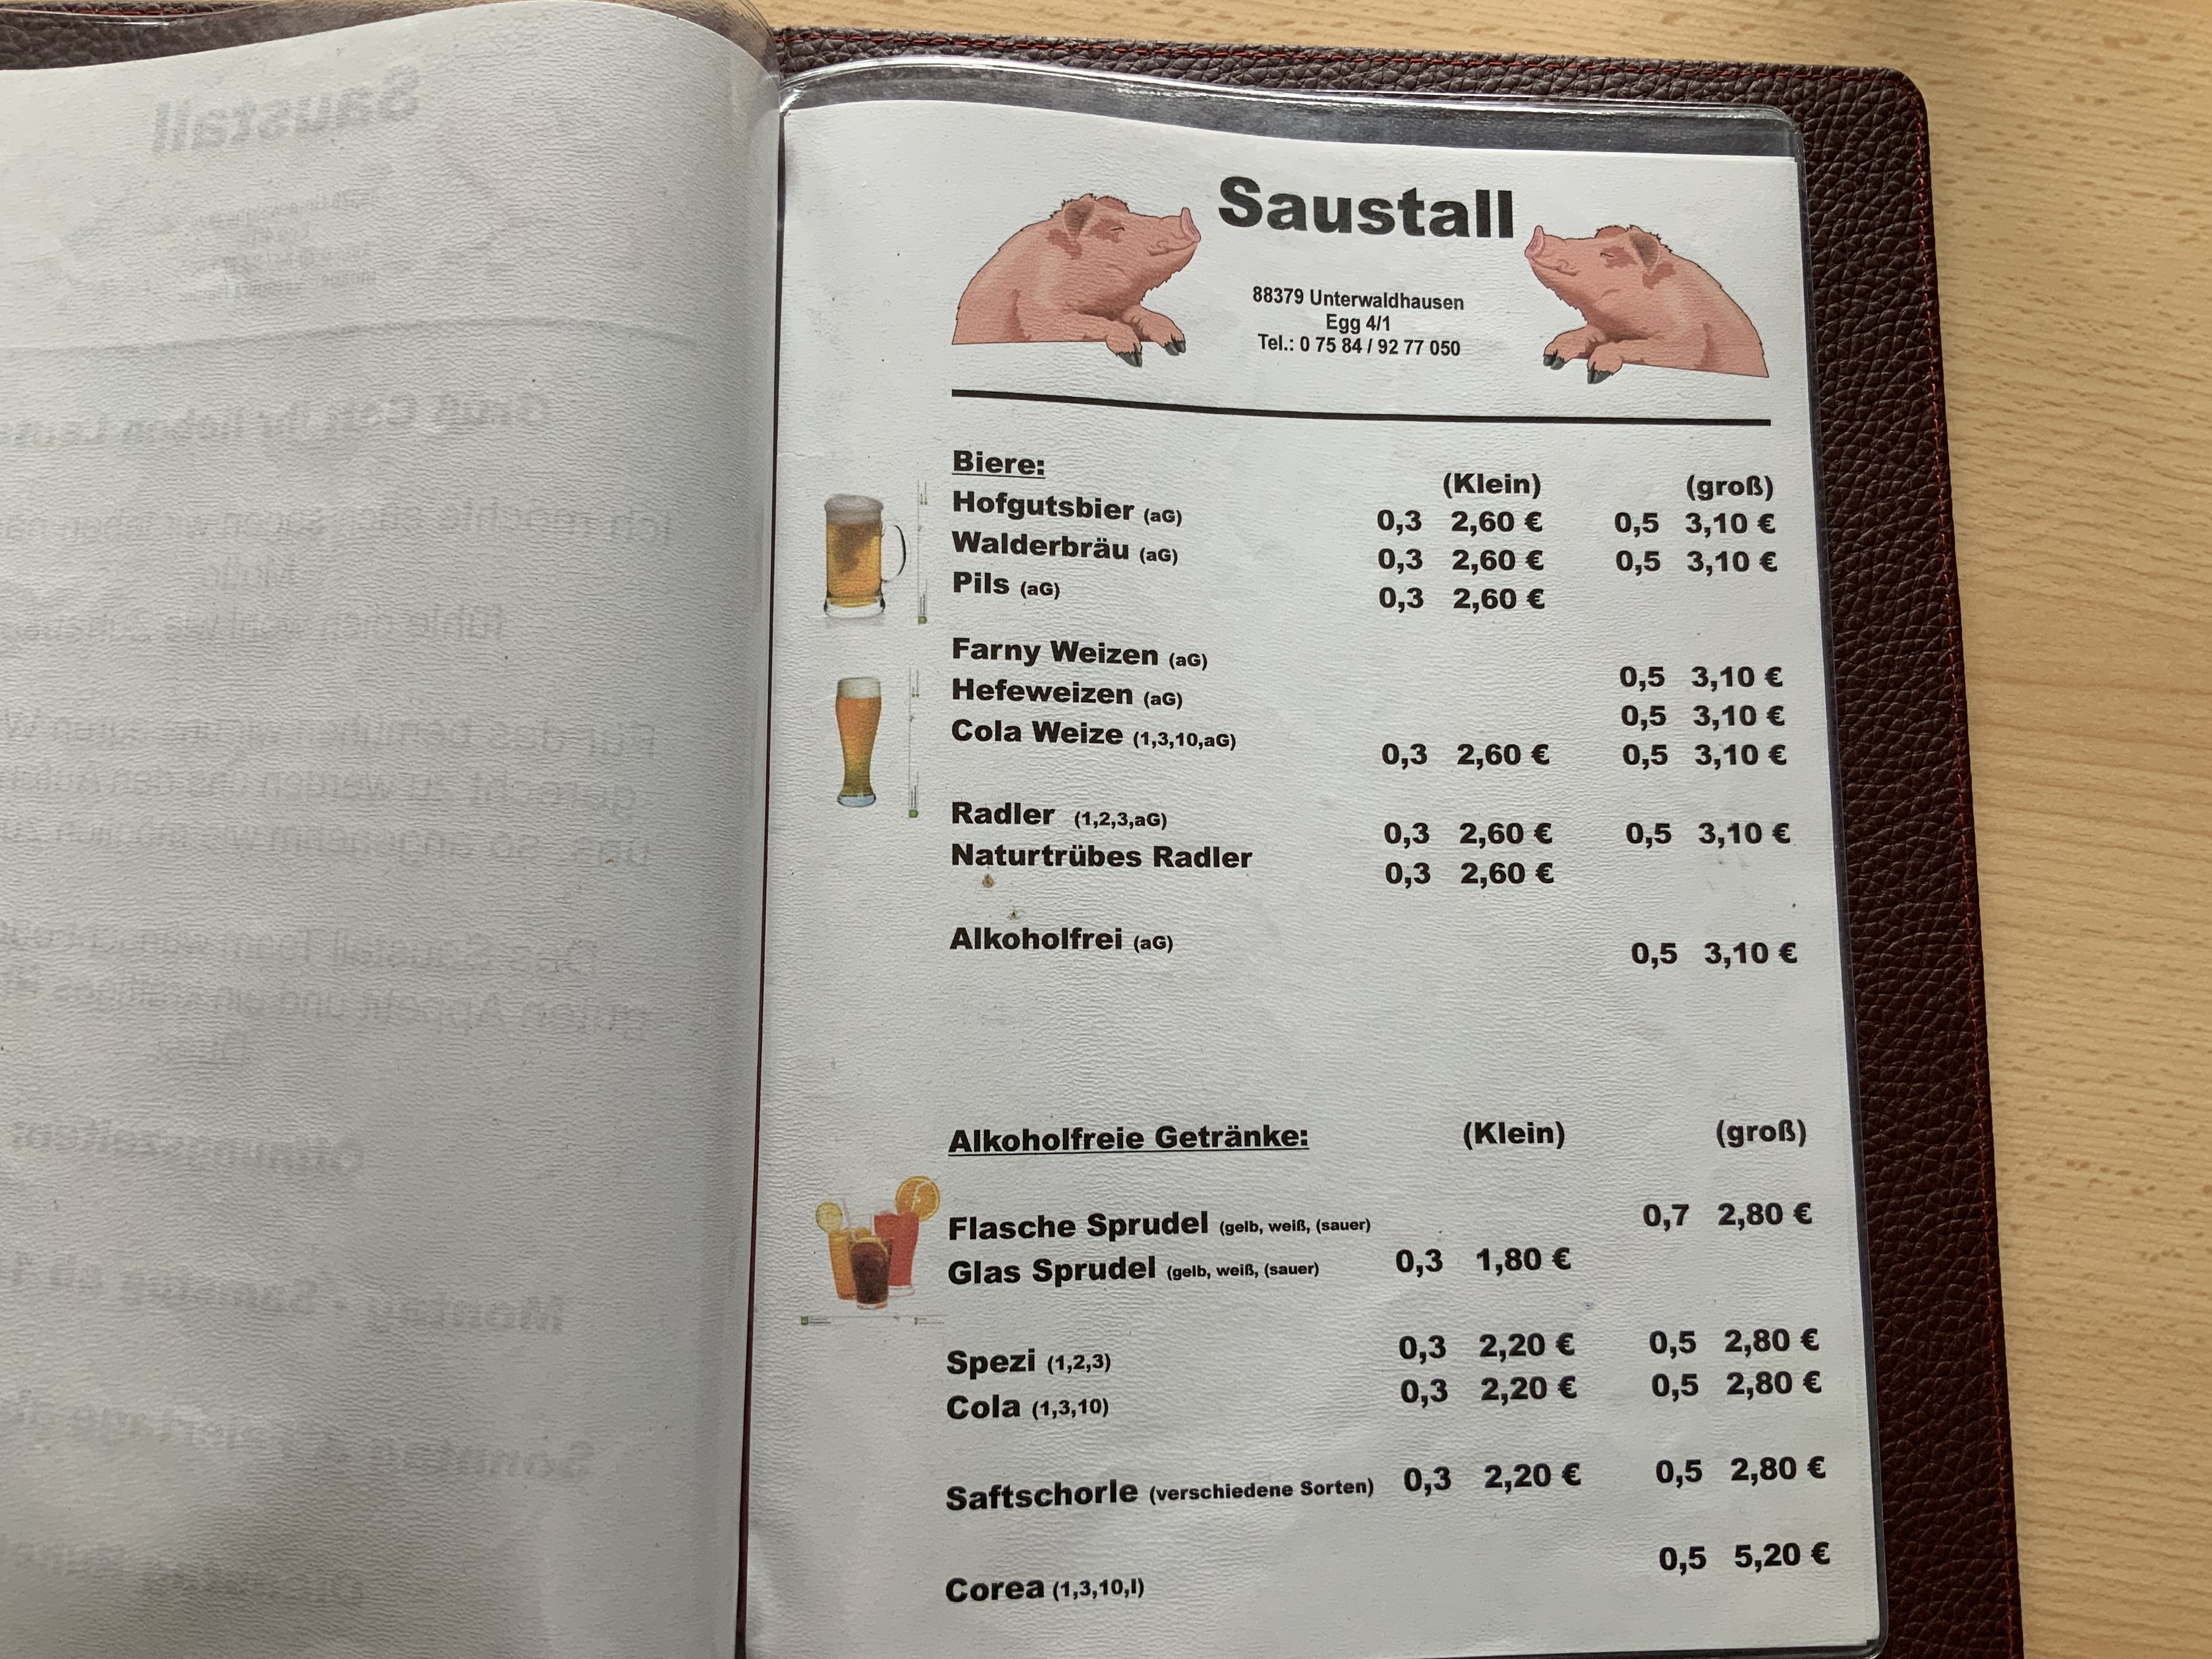 Saustall
88379 Unterwaldhausen
Egg 4/1
Tel.: 0 75 84 / 92 77 050
Biere: (Klein) (groß)
Hofgutsbier (aG) 0,3 2,60 € 0,5 3,10 €
Walderbräu (aG) 0,3 2,60 € 0,5 3,10 €
Pils (aG) 0,3 2,60 €
Farny Weizen (aG) 0,5 3,10 €
Hefeweizen (aG) 0,5 3,10 €
Cola Weize (1,3,10,aG) 0,3 2,60 € 0,5 3,10 €
Radler (1,2,3,aG) 0,3 2,60 € 0,5 3,10 €
Naturtrübes Radler 0,3 2,60 €
Alkoholfrei (aG) 0,5 3,10 €
Alkoholfreie Getränke: (Klein) (groß)
Flasche Sprudel (gelb, weiß, (sauer) 0,7 2,80 €
Glas Sprudel (gelb, weiß, (sauer) 0,3 1,80 €
Spezi (1,2,3) 0,3 2,20 € 0,5 2,80 €
Cola (1,3,10) 0,3 2,20 € 0,5 2,80 €
Saftschorle (verschiedene Sorten) 0,3 2,20 € 0,5 2,80 €
Corea (1,3,10,l) 0,5 5,20 €